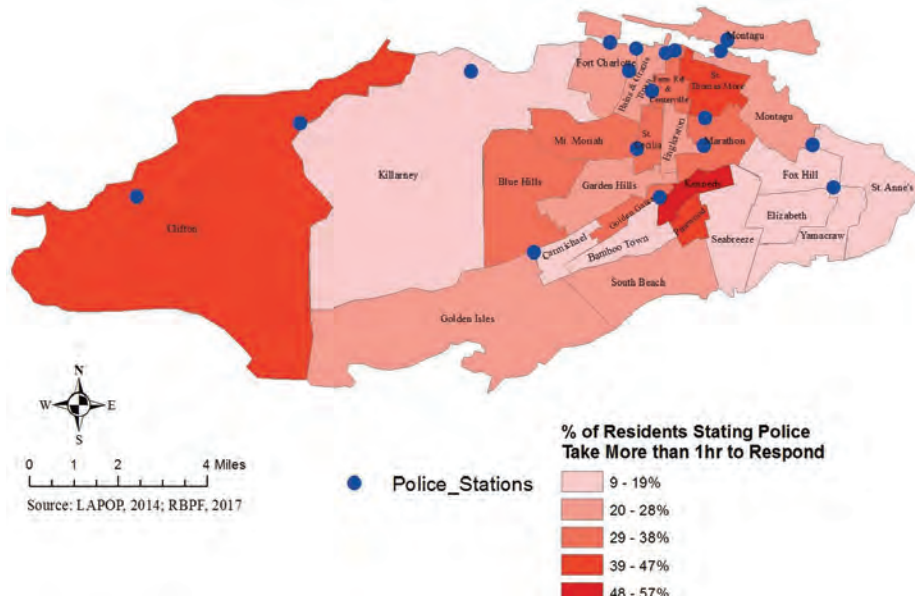 Montagu
Fort Charlotte
Bains & Grants
Town
Farm Rd &
Centerville
St.
Thomas More
Montagu
Mt. Moriah
St.
Cecilia
Englerston
Marathon
Killarney
Blue Hills
Garden Hills
Kennedy
Fox Hill
St. Anne's
Clifton
Golden Gates
Pinewood
Elizabeth
Carmichael
Bamboo Town
Seabreeze
Yamacraw
South Beach
Golden Isles
N
W E
S
0 1 2 4 Miles
Source: LAPOP, 2014; RBPF, 2017
Police_Stations
% of Residents Stating Police
Take More than 1hr to Respond
9 - 19%
20 - 28%
29 - 38%
39 - 47%
48 - 57%